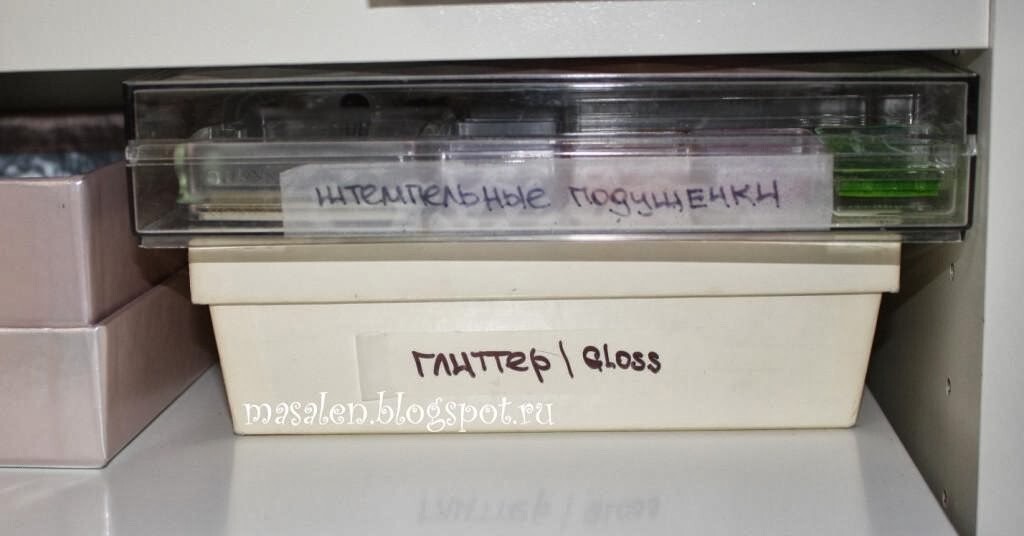 штемпельные подушечки
глиттер | Gloss
masalen.blogspot.ru